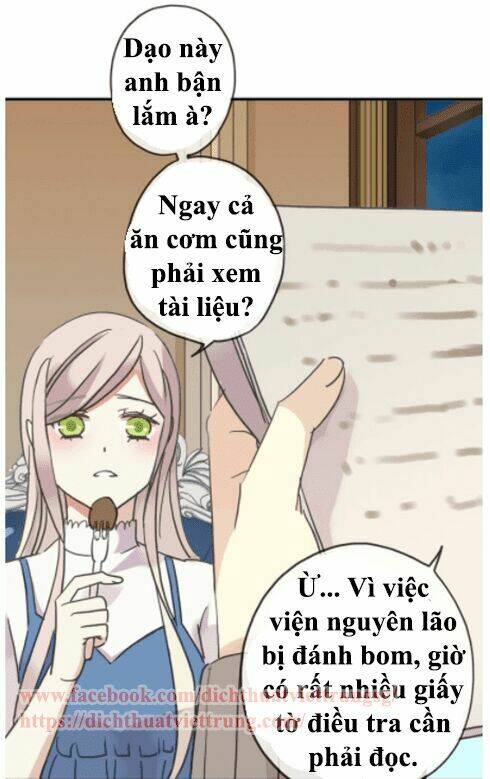 Dạo này
anh bận
lắm à?
Ngay cả
ăn cơm cũng
phải xem
tài liệu?
Ừ... Vì việc
viện nguyên lão
bị đánh bom, giờ
có rất nhiều giấy
tờ điều tra cần
phải đọc.
www.facebook.com/dichthuatviettrungsg
https://dichthuatviettrung.com/